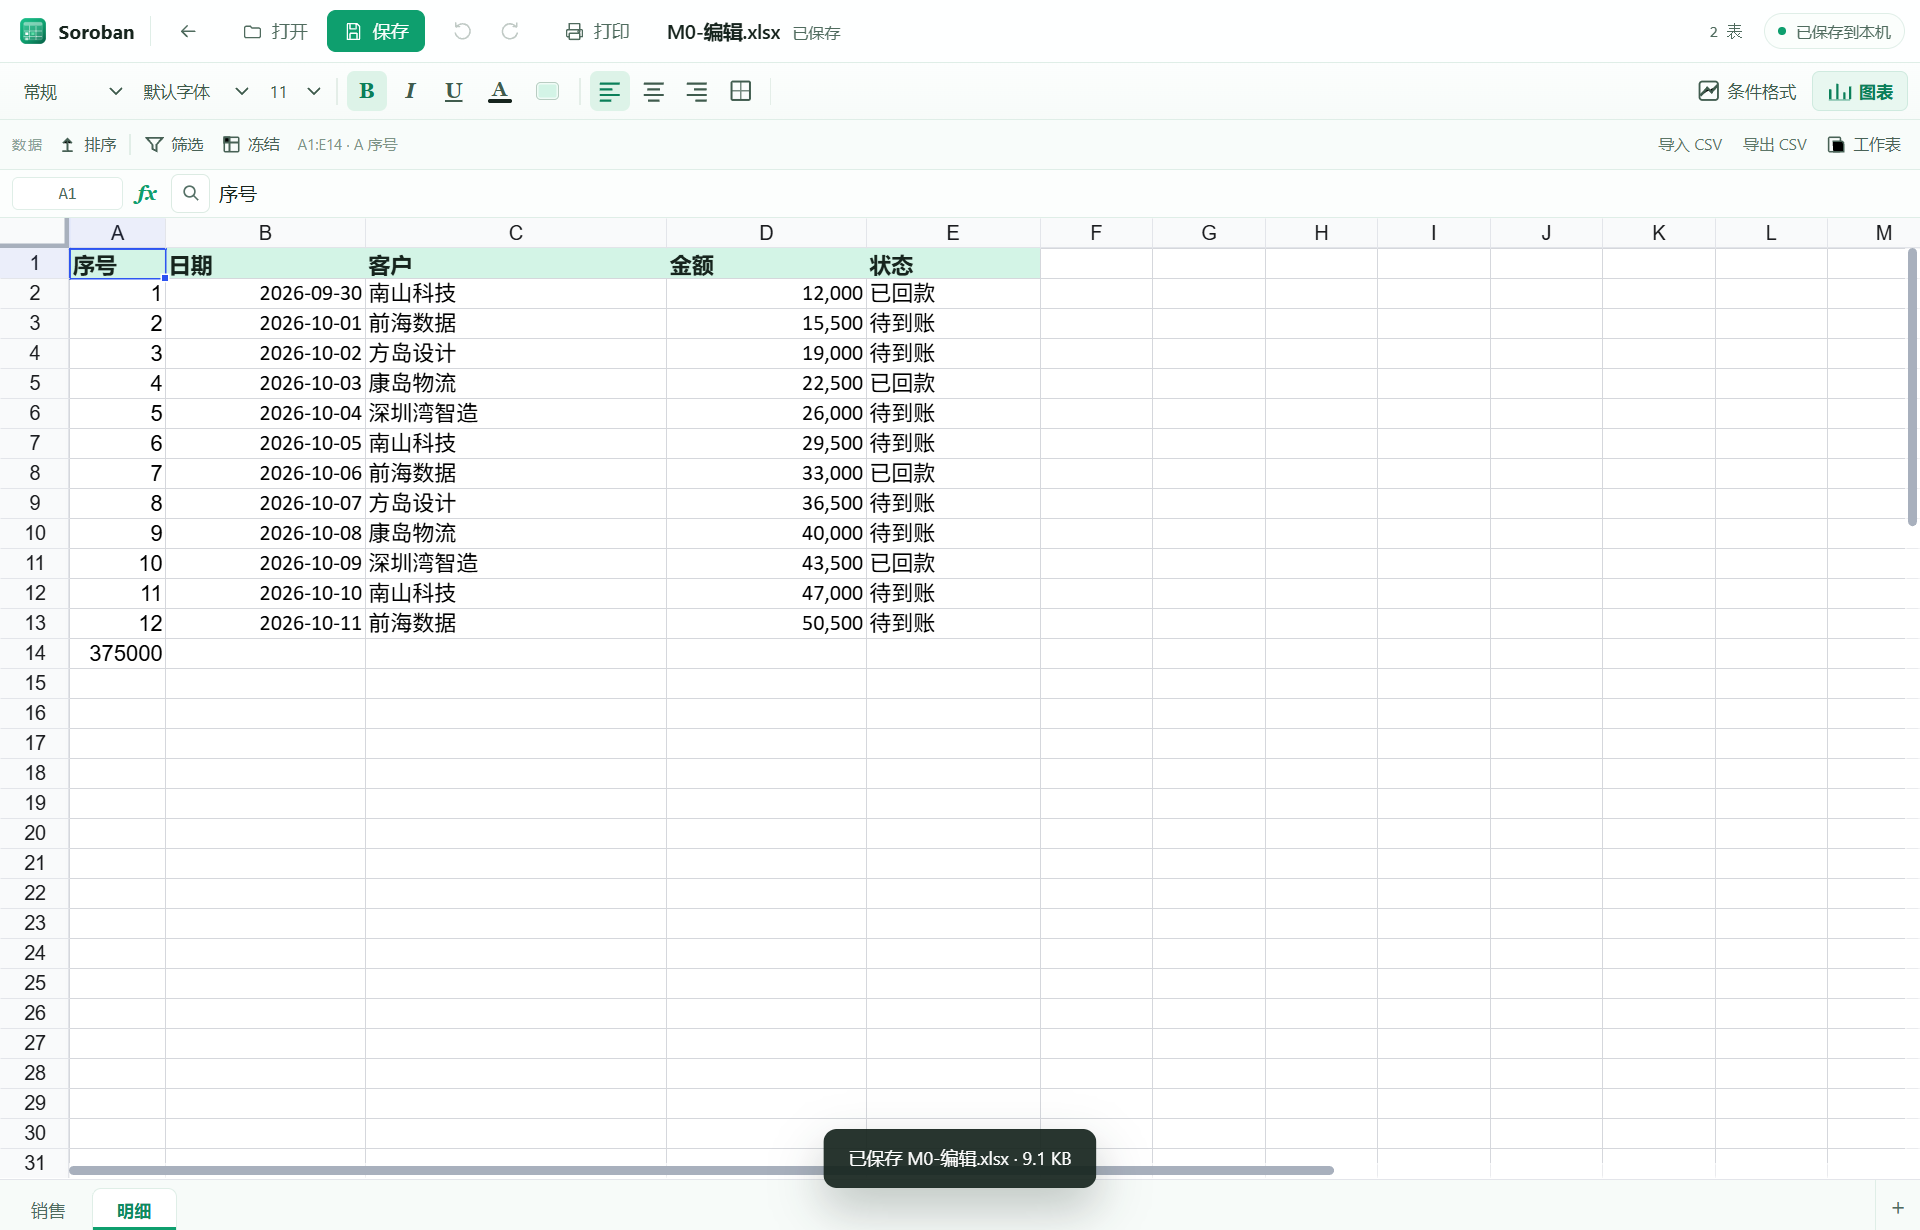 Soroban 打开 保存 打印 M0-编辑.xlsx 已保存 2 表 已保存到本机
常规 默认字体 11 B I U A 条件格式 图表
数据 排序 筛选 冻结 A1:E14 · A 序号 导入 CSV 导出 CSV 工作表
A1 fx 序号
A B C D E F G H I J K L M
1 序号 日期 客户 金额 状态
2 1 2026-09-30 南山科技 12,000 已回款
3 2 2026-10-01 前海数据 15,500 待到账
4 3 2026-10-02 方岛设计 19,000 待到账
5 4 2026-10-03 康岛物流 22,500 已回款
6 5 2026-10-04 深圳湾智造 26,000 待到账
7 6 2026-10-05 南山科技 29,500 待到账
8 7 2026-10-06 前海数据 33,000 已回款
9 8 2026-10-07 方岛设计 36,500 待到账
10 9 2026-10-08 康岛物流 40,000 待到账
11 10 2026-10-09 深圳湾智造 43,500 已回款
12 11 2026-10-10 南山科技 47,000 待到账
13 12 2026-10-11 前海数据 50,500 待到账
14 375000
15
16
17
18
19
20
21
22
23
24
25
26
27
28
29
30
31
已保存 M0-编辑.xlsx · 9.1 KB
销售 明细 +